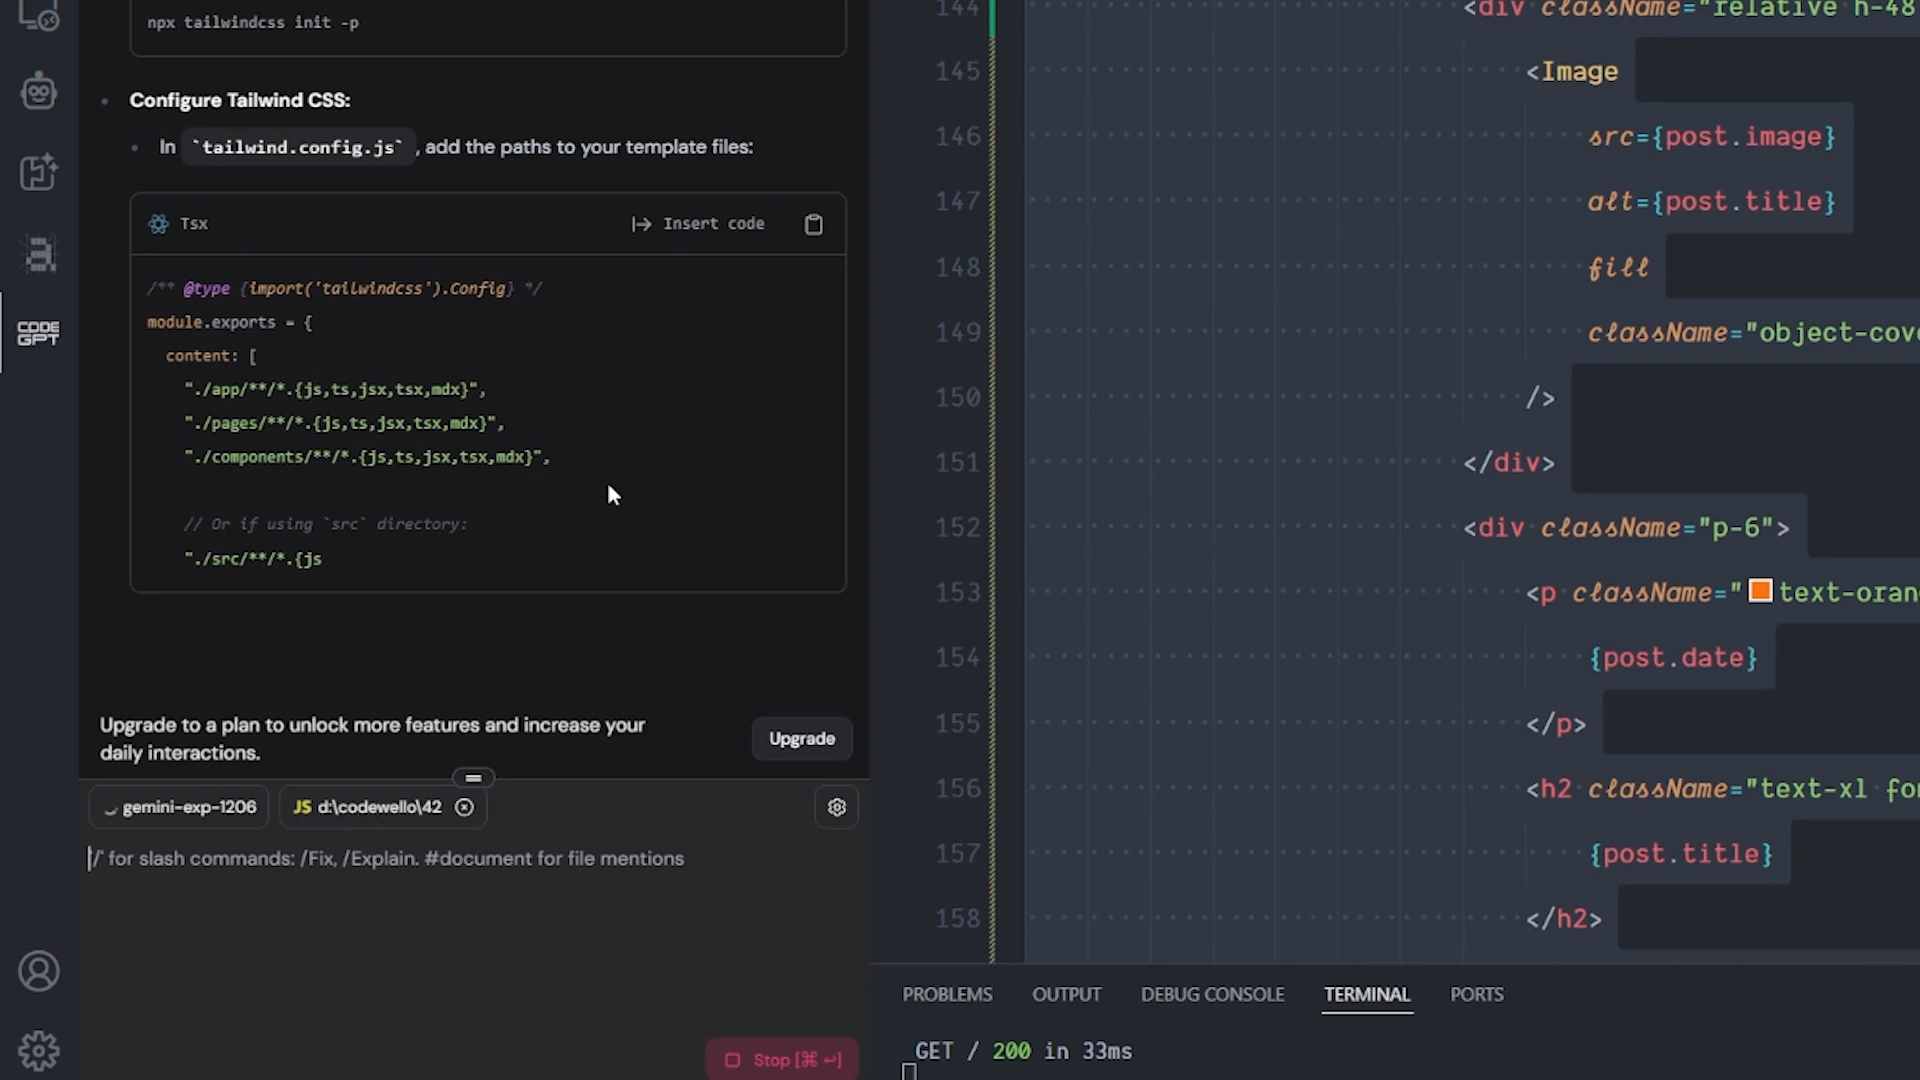 npx tailwindcss init -p
Configure Tailwind CSS:
In `tailwind.config.js`, add the paths to your template files:
Tsx
Insert code
/** @type {import('tailwindcss').Config} */
module.exports = {
content: [
"./app/**/*.{js,ts,jsx,tsx,mdx}",
"./pages/**/*.{js,ts,jsx,tsx,mdx}",
"./components/**/*.{js,ts,jsx,tsx,mdx}",
// Or if using `src` directory:
"./src/**/*.{js
Upgrade to a plan to unlock more features and increase your
daily interactions.
Upgrade
gemini-exp-1206
JS d:\codewello\42
'/' for slash commands: /Fix, /Explain. #document for file mentions
Stop [⌘ ↵]
CODE
GPT
144 <div className="relative h-48
145 <Image
146 src={post.image}
147 alt={post.title}
148 fill
149 className="object-cov
150 />
151 </div>
152 <div className="p-6">
153 <p className="text-oran
154 {post.date}
155 </p>
156 <h2 className="text-xl fo
157 {post.title}
158 </h2>
PROBLEMS OUTPUT DEBUG CONSOLE TERMINAL PORTS
GET / 200 in 33ms